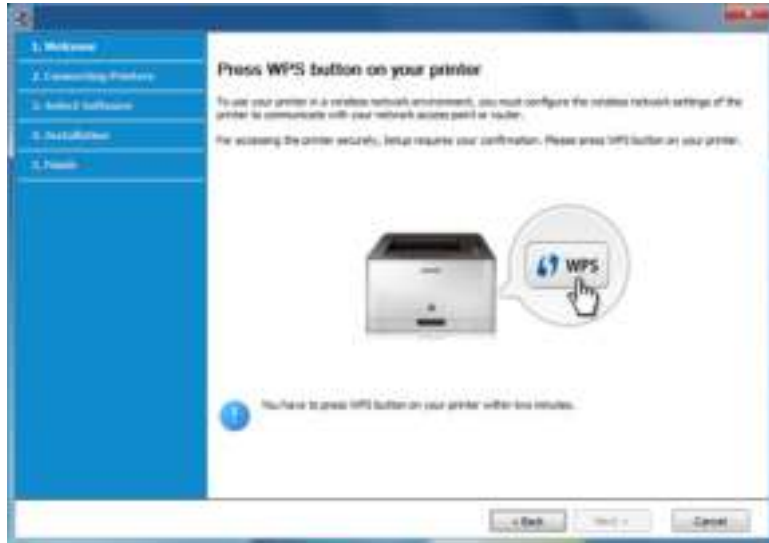 1. Welcome
2. Connecting Printers
3. Select Software
4. Installation
5. Finish
Press WPS button on your printer
To use your printer in a wireless network environment, you must configure the wireless network settings of the
printer to communicate with your network access point or router.
For accessing the printer securely, Setup requires your confirmation. Please press WPS button on your printer.
WPS
You have to press WPS button on your printer within two minutes.
< Back
Next >
Cancel